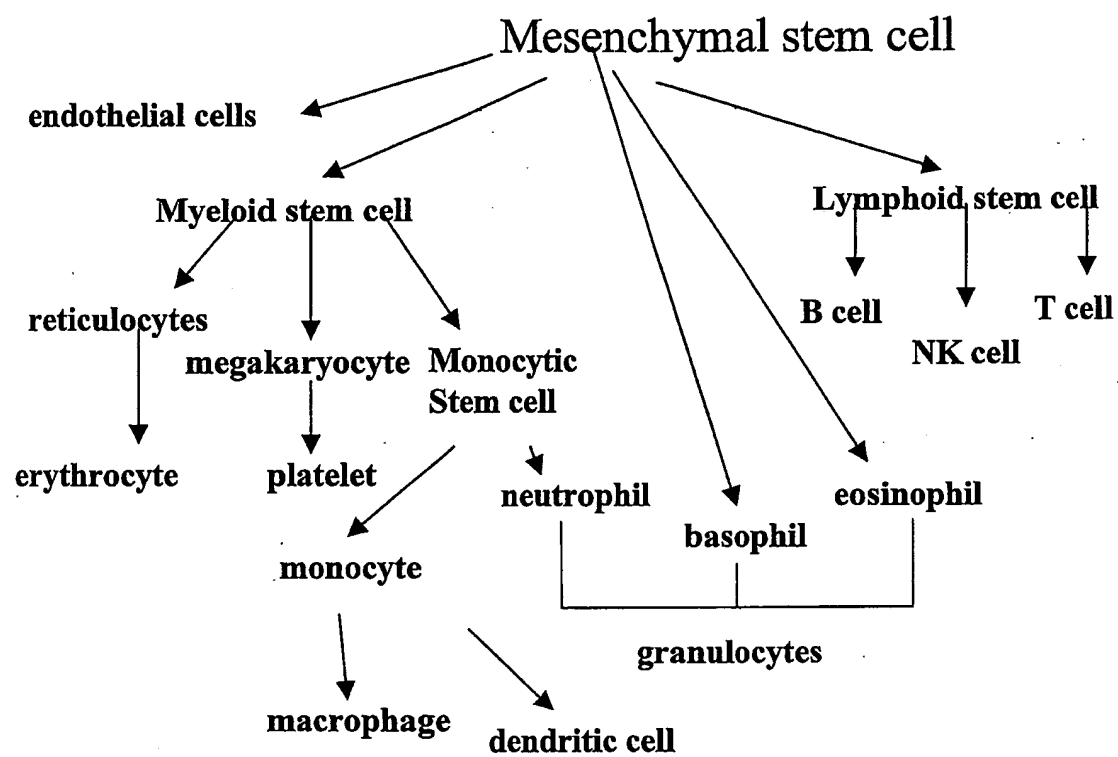 Mesenchymal stem cell
endothelial cells
Myeloid stem cell
Lymphoid stem cell
reticulocytes
megakaryocyte
Monocytic
Stem cell
B cell
NK cell
T cell
erythrocyte
platelet
neutrophil
basophil
eosinophil
monocyte
granulocytes
macrophage
dendritic cell